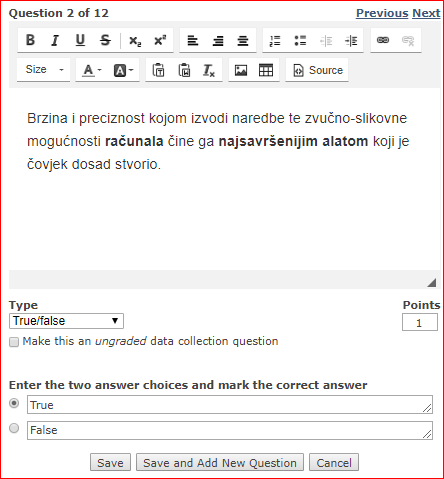 Question 2 of 12 Previous Next
B I U S x₂ x²
Size A A T Source
Brzina i preciznost kojom izvodi naredbe te zvučno-slikovne
mogućnosti računala čine ga najsavršenijim alatom koji je
čovjek dosad stvorio.
Type Points
True/false 1
Make this an ungraded data collection question
Enter the two answer choices and mark the correct answer
True
False
Save Save and Add New Question Cancel